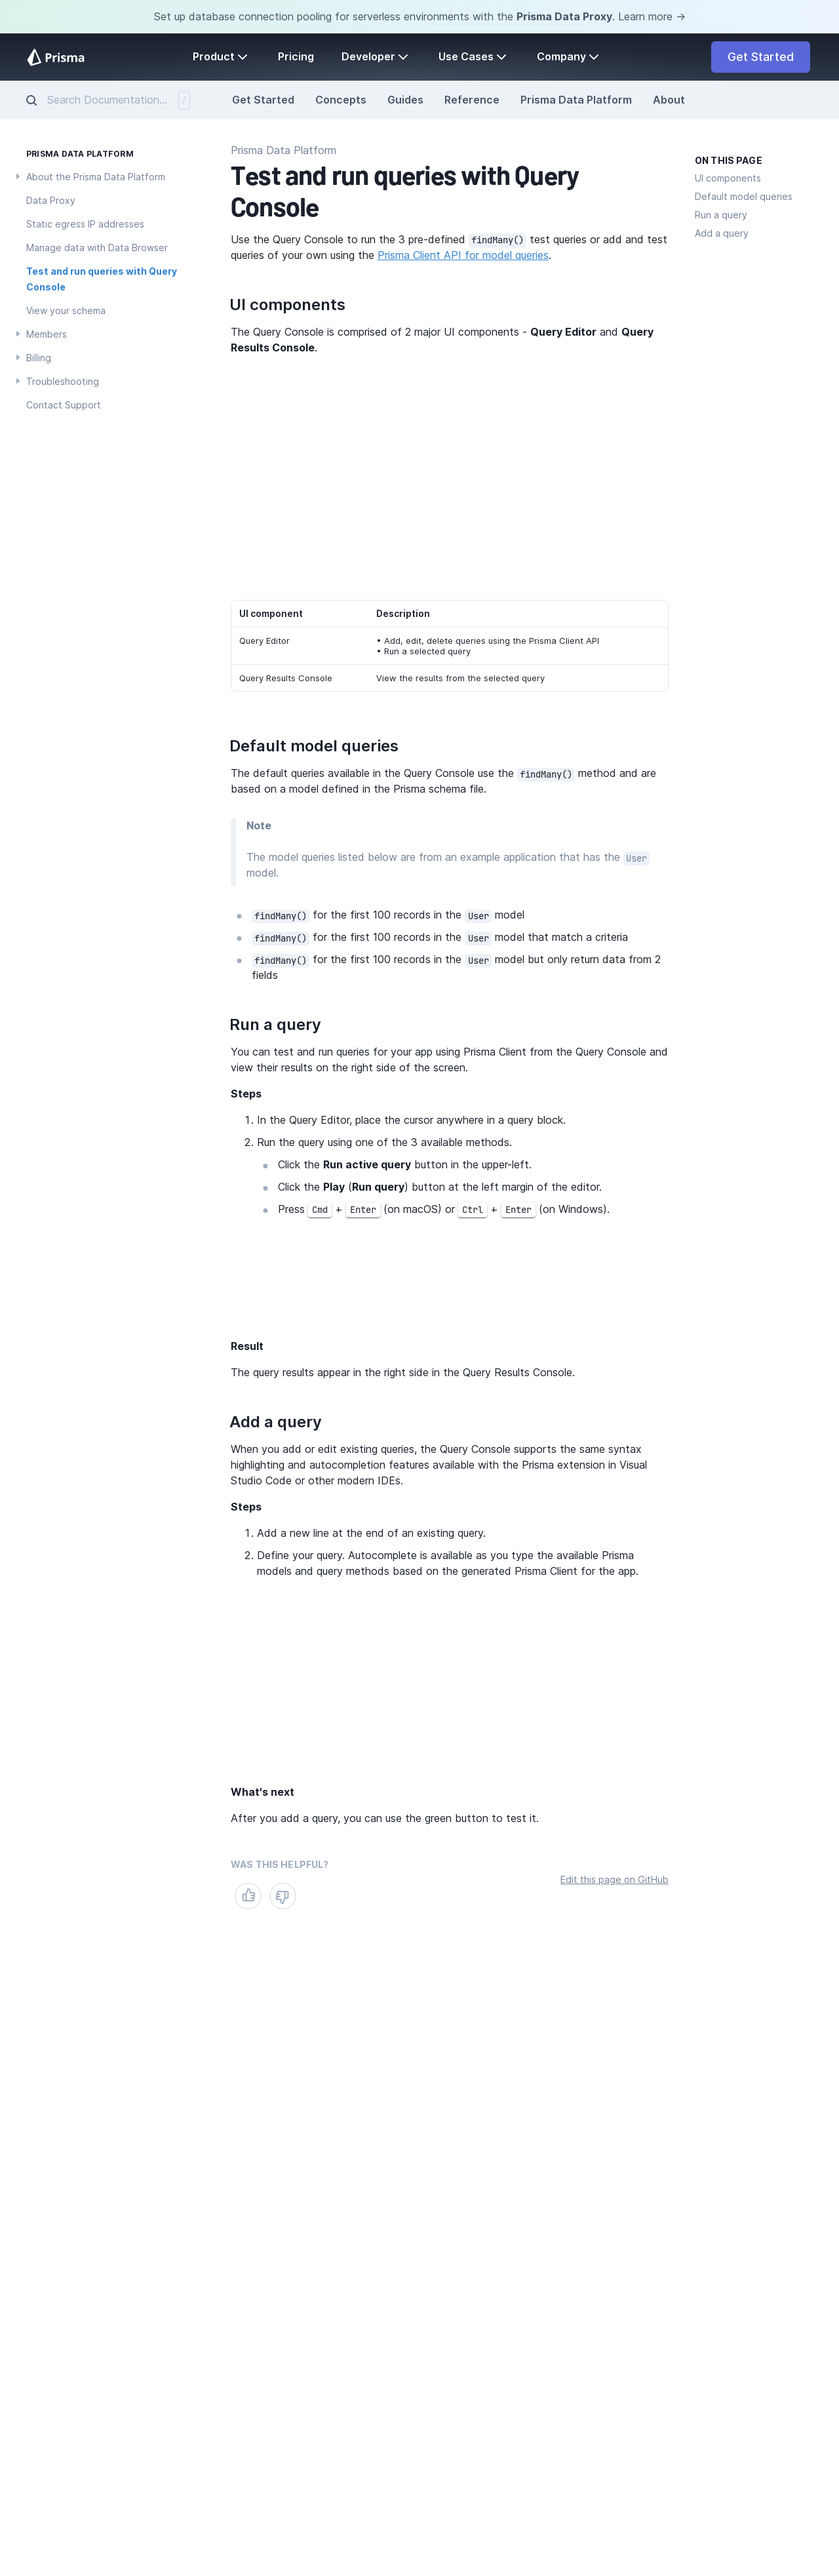 Set up database connection pooling for serverless environments with the Prisma Data Proxy. Learn more →
Prisma
Product
Pricing
Developer
Use Cases
Company
Get Started
Search Documentation...
/
Get Started
Concepts
Guides
Reference
Prisma Data Platform
About
PRISMA DATA PLATFORM
About the Prisma Data Platform
Data Proxy
Static egress IP addresses
Manage data with Data Browser
Test and run queries with Query
Console
View your schema
Members
Billing
Troubleshooting
Contact Support
Prisma Data Platform
Test and run queries with Query
Console
Use the Query Console to run the 3 pre-defined findMany() test queries or add and test
queries of your own using the Prisma Client API for model queries.
UI components
The Query Console is comprised of 2 major UI components - Query Editor and Query
Results Console.
UI component Description
Query Editor • Add, edit, delete queries using the Prisma Client API
• Run a selected query
Query Results Console View the results from the selected query
Default model queries
The default queries available in the Query Console use the findMany() method and are
based on a model defined in the Prisma schema file.
Note
The model queries listed below are from an example application that has the User
model.
• findMany() for the first 100 records in the User model
• findMany() for the first 100 records in the User model that match a criteria
• findMany() for the first 100 records in the User model but only return data from 2
fields
Run a query
You can test and run queries for your app using Prisma Client from the Query Console and
view their results on the right side of the screen.
Steps
1. In the Query Editor, place the cursor anywhere in a query block.
2. Run the query using one of the 3 available methods.
• Click the Run active query button in the upper-left.
• Click the Play (Run query) button at the left margin of the editor.
• Press Cmd + Enter (on macOS) or Ctrl + Enter (on Windows).
Result
The query results appear in the right side in the Query Results Console.
Add a query
When you add or edit existing queries, the Query Console supports the same syntax
highlighting and autocompletion features available with the Prisma extension in Visual
Studio Code or other modern IDEs.
Steps
1. Add a new line at the end of an existing query.
2. Define your query. Autocomplete is available as you type the available Prisma
models and query methods based on the generated Prisma Client for the app.
What's next
After you add a query, you can use the green button to test it.
WAS THIS HELPFUL?
Edit this page on GitHub
ON THIS PAGE
UI components
Default model queries
Run a query
Add a query